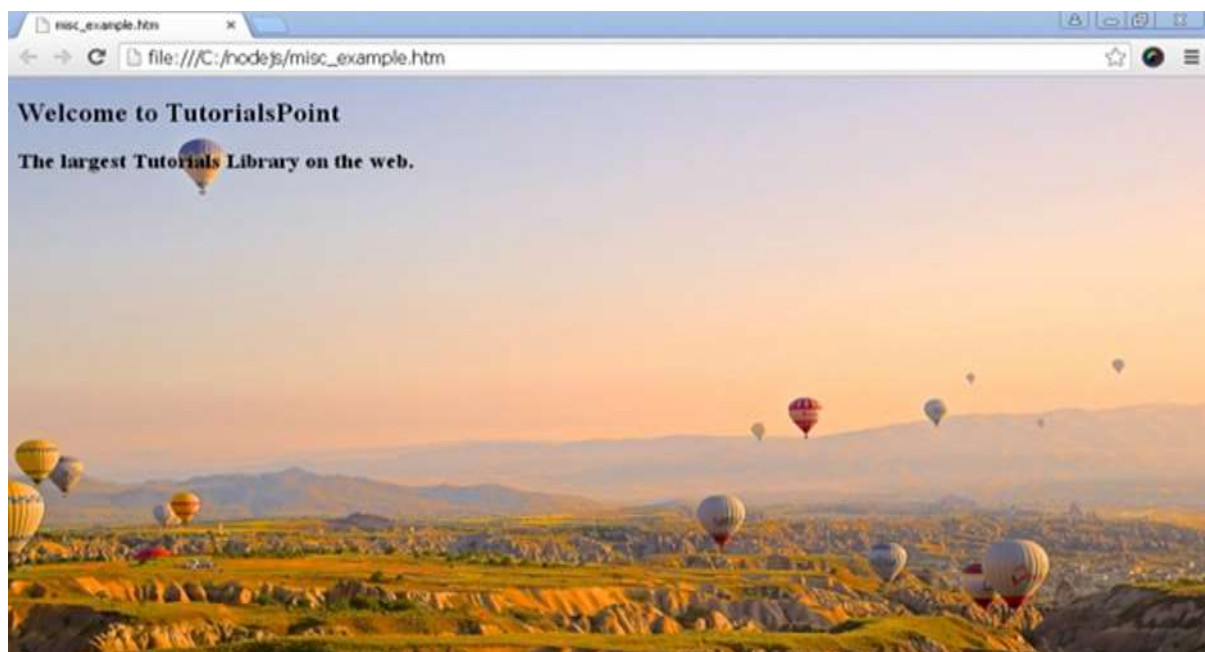 misc_example.htm
file:///C:/nodejs/misc_example.htm
Welcome to TutorialsPoint
The largest Tutorials Library on the web.